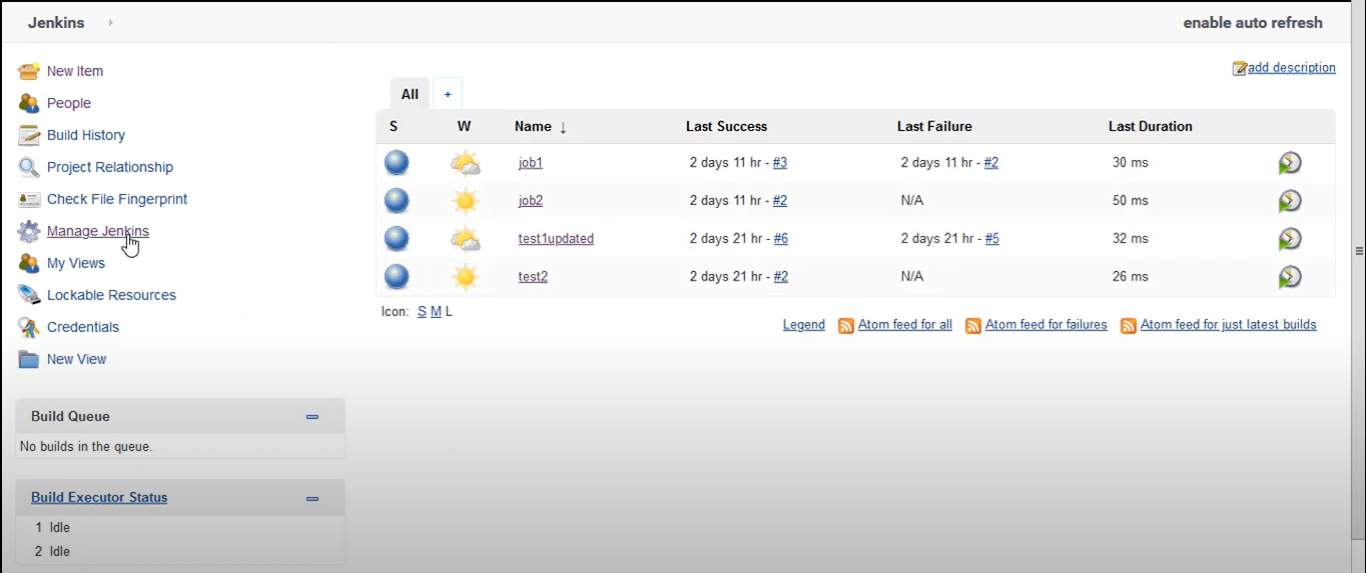 Jenkins
enable auto refresh
New Item
People
Build History
Project Relationship
Check File Fingerprint
Manage Jenkins
My Views
Lockable Resources
Credentials
New View
Build Queue
No builds in the queue.
Build Executor Status
1 Idle
2 Idle
add description
All +
S W Name ↓ Last Success Last Failure Last Duration
job1 2 days 11 hr - #3 2 days 11 hr - #2 30 ms
job2 2 days 11 hr - #2 N/A 50 ms
test1updated 2 days 21 hr - #6 2 days 21 hr - #5 32 ms
test2 2 days 21 hr - #2 N/A 26 ms
Icon: S M L
Legend Atom feed for all Atom feed for failures Atom feed for just latest builds